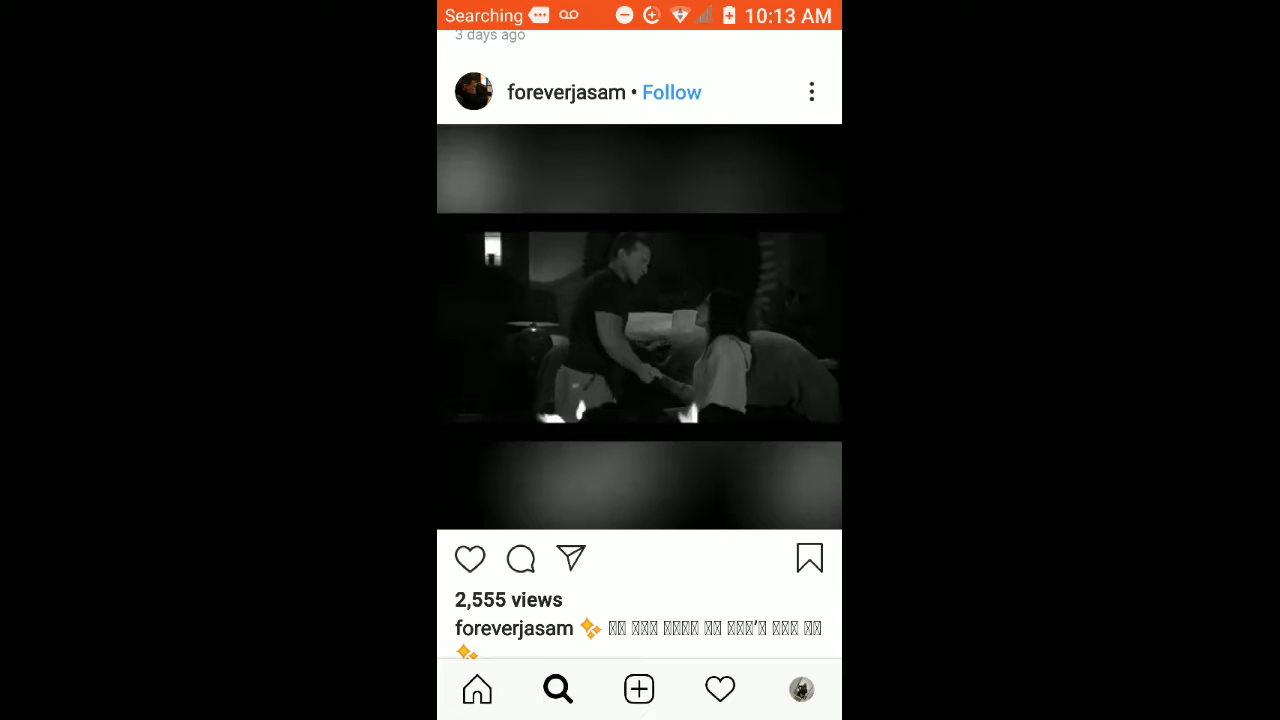 Searching 10:13 AM
3 days ago
foreverjasam • Follow
2,555 views
foreverjasam ✨
✨